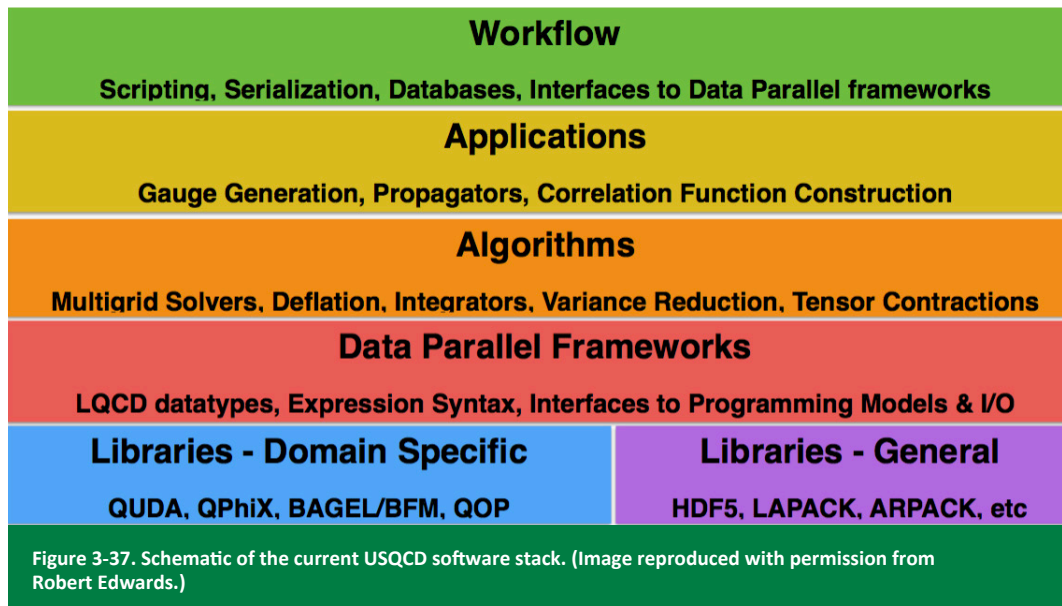 Workflow
Scripting, Serialization, Databases, Interfaces to Data Parallel frameworks
Applications
Gauge Generation, Propagators, Correlation Function Construction
Algorithms
Multigrid Solvers, Deflation, Integrators, Variance Reduction, Tensor Contractions
Data Parallel Frameworks
LQCD datatypes, Expression Syntax, Interfaces to Programming Models & I/O
Libraries - Domain Specific
QUDA, QPhiX, BAGEL/BFM, QOP
Libraries - General
HDF5, LAPACK, ARPACK, etc
Figure 3-37. Schematic of the current USQCD software stack. (Image reproduced with permission from
Robert Edwards.)